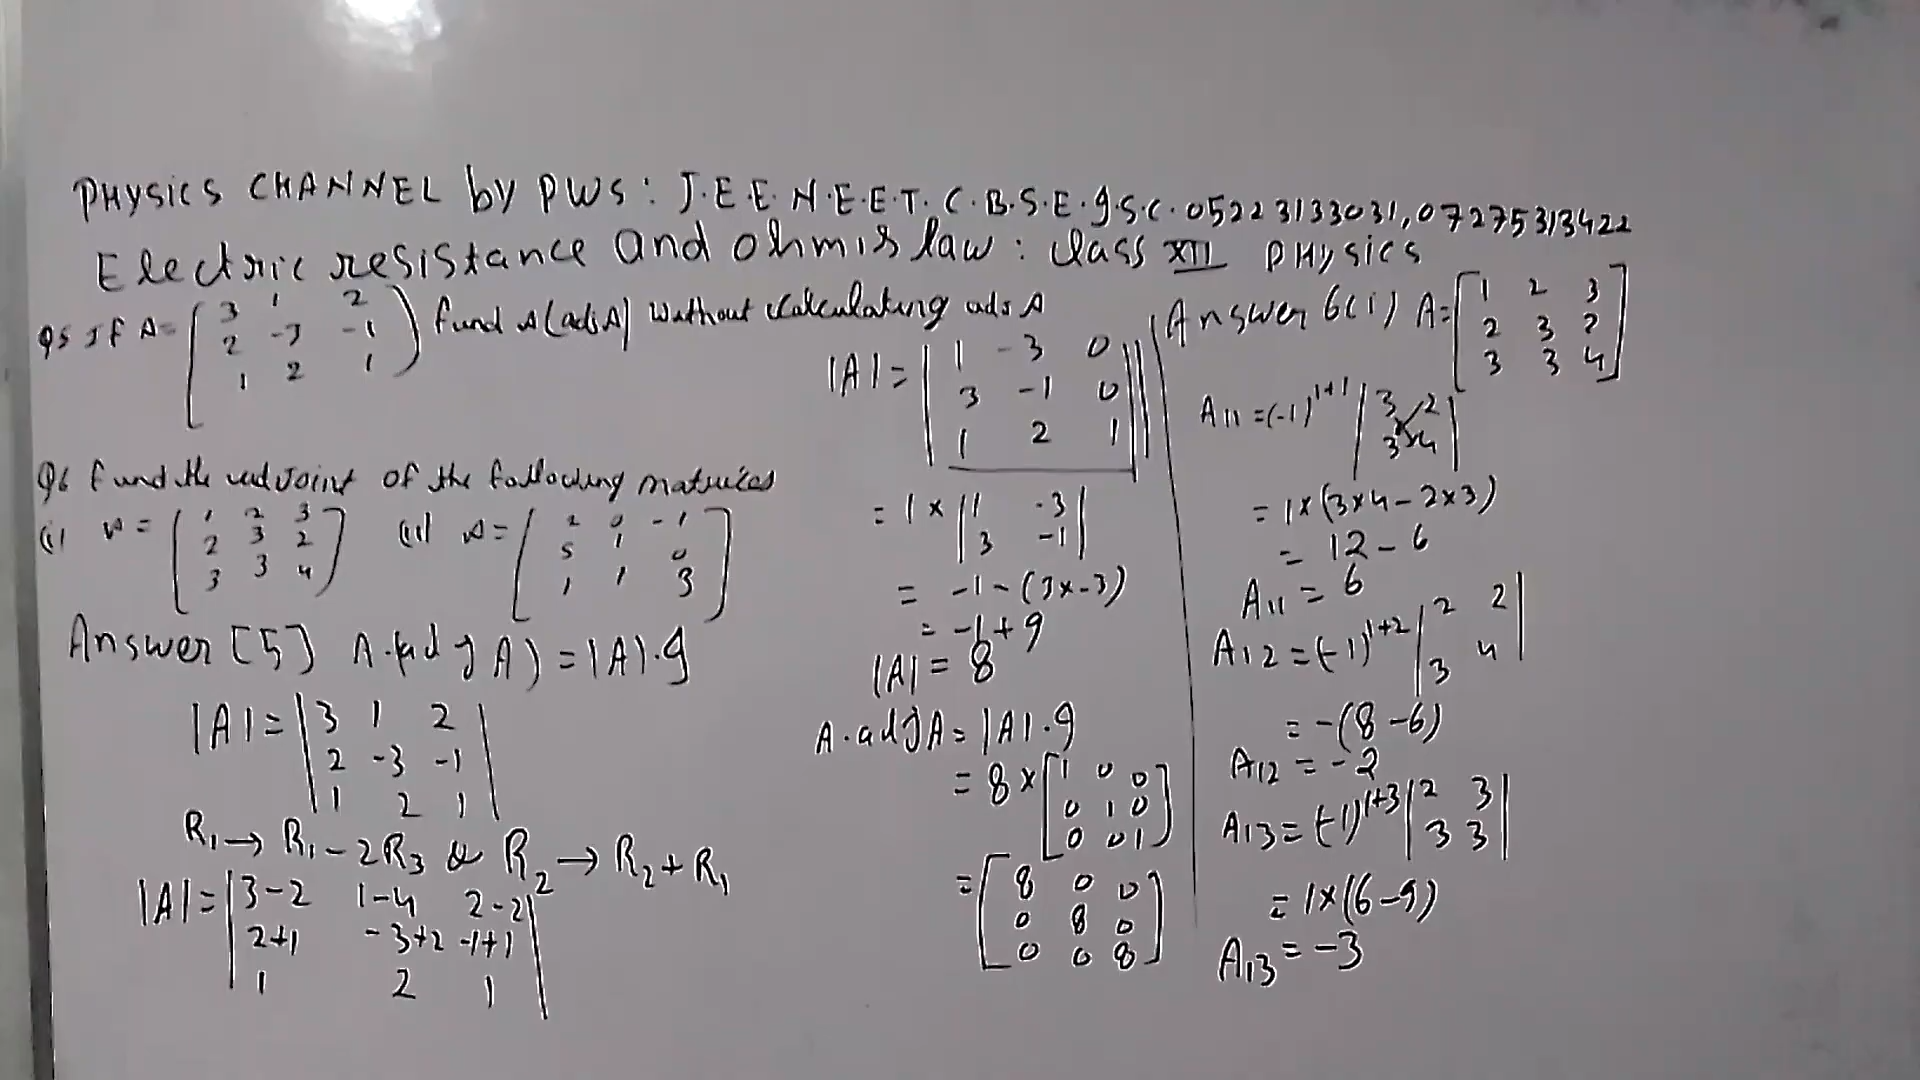 PHYSICS CHANNEL by PWS: J.E.E. N.E.E.T. C.B.S.E. I.S.C. 05223133031, 07275313422
Electric resistance and ohm's law: Class XII PHYSICS
Q5 If A = [ 3 1 2
2 -3 -1
1 2 1 ] find A(adjA) without calculating adj A
Q6 find the adjoint of the following matrices
(i) A = [ 1 2 3
2 3 2
3 3 4 ]
(ii) A = [ 2 0 -1
5 1 0
1 1 3 ]
Answer [5] A.(adj A) = |A|.I
|A| = | 3 1 2 |
2 -3 -1
1 2 1
R1 → R1 - 2R3 & R2 → R2 + R1
|A| = | 3-2 1-4 2-2 |
2+1 -3+2 -1+1
1 2 1
|A| = | 1 -3 0 |
3 -1 0
1 2 1
= 1 × | 1 -3 |
3 -1
= -1 - (3x-3)
= -1 + 9
|A| = 8
A.adjA = |A|.I
= 8 × [ 1 0 0
0 1 0
0 0 1 ]
= [ 8 0 0
0 8 0
0 0 8 ]
Answer 6(i) A = [ 1 2 3
2 3 2
3 3 4 ]
A11 = (-1)^1+1 | 3 2 |
3 4
= 1×(3×4 - 2×3)
= 12 - 6
A11 = 6
A12 = (-1)^1+2 | 2 2 |
3 4
= -(8 - 6)
A12 = -2
A13 = (-1)^1+3 | 2 3 |
3 3
= 1×(6-9)
A13 = -3